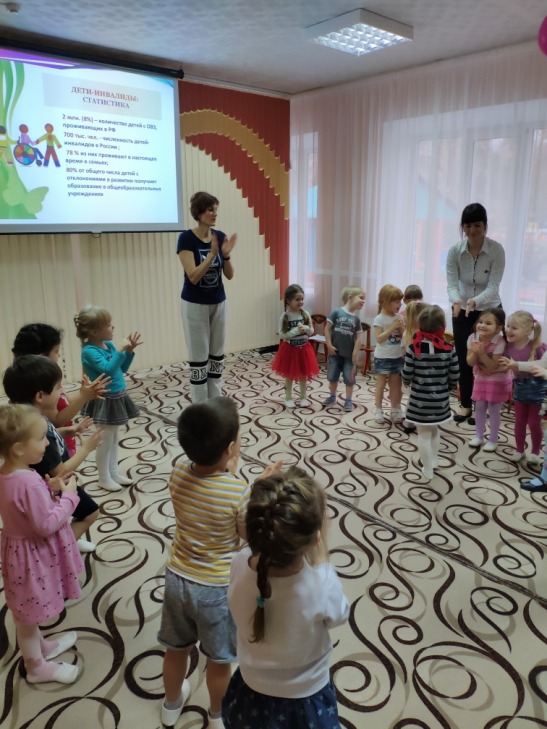 ДЕТИ-ИНВАЛИДЫ:
СТАТИСТИКА
2 млн. (8%) – количество детей с ОВЗ,
проживающих в РФ
700 тыс. чел. - численность детей-
инвалидов в России ;
78 % из них проживают в настоящее
время в семьях;
80% от общего числа детей с
отклонениями в развитии получают
образование в общеобразовательных
учреждениях